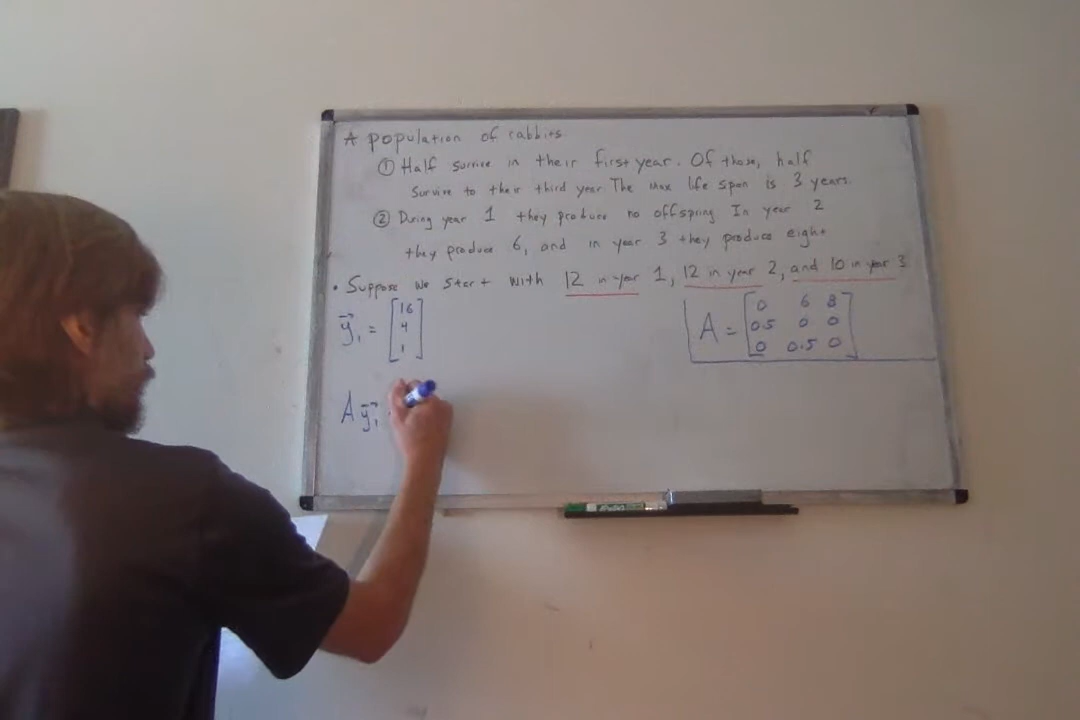 A population of rabbits
① Half survive in their first year. Of those, half
survive to their third year. The max life span is 3 years.
② During year 1 they produce no offspring In year 2
they produce 6, and in year 3 they produce eight
• Suppose we start with 12 in year 1, 12 in year 2, and 10 in year 3
y⃗₁ = [16
4
1]
A = [0 6 8
0.5 0 0
0 0.5 0]
A y⃗₁
EXPO